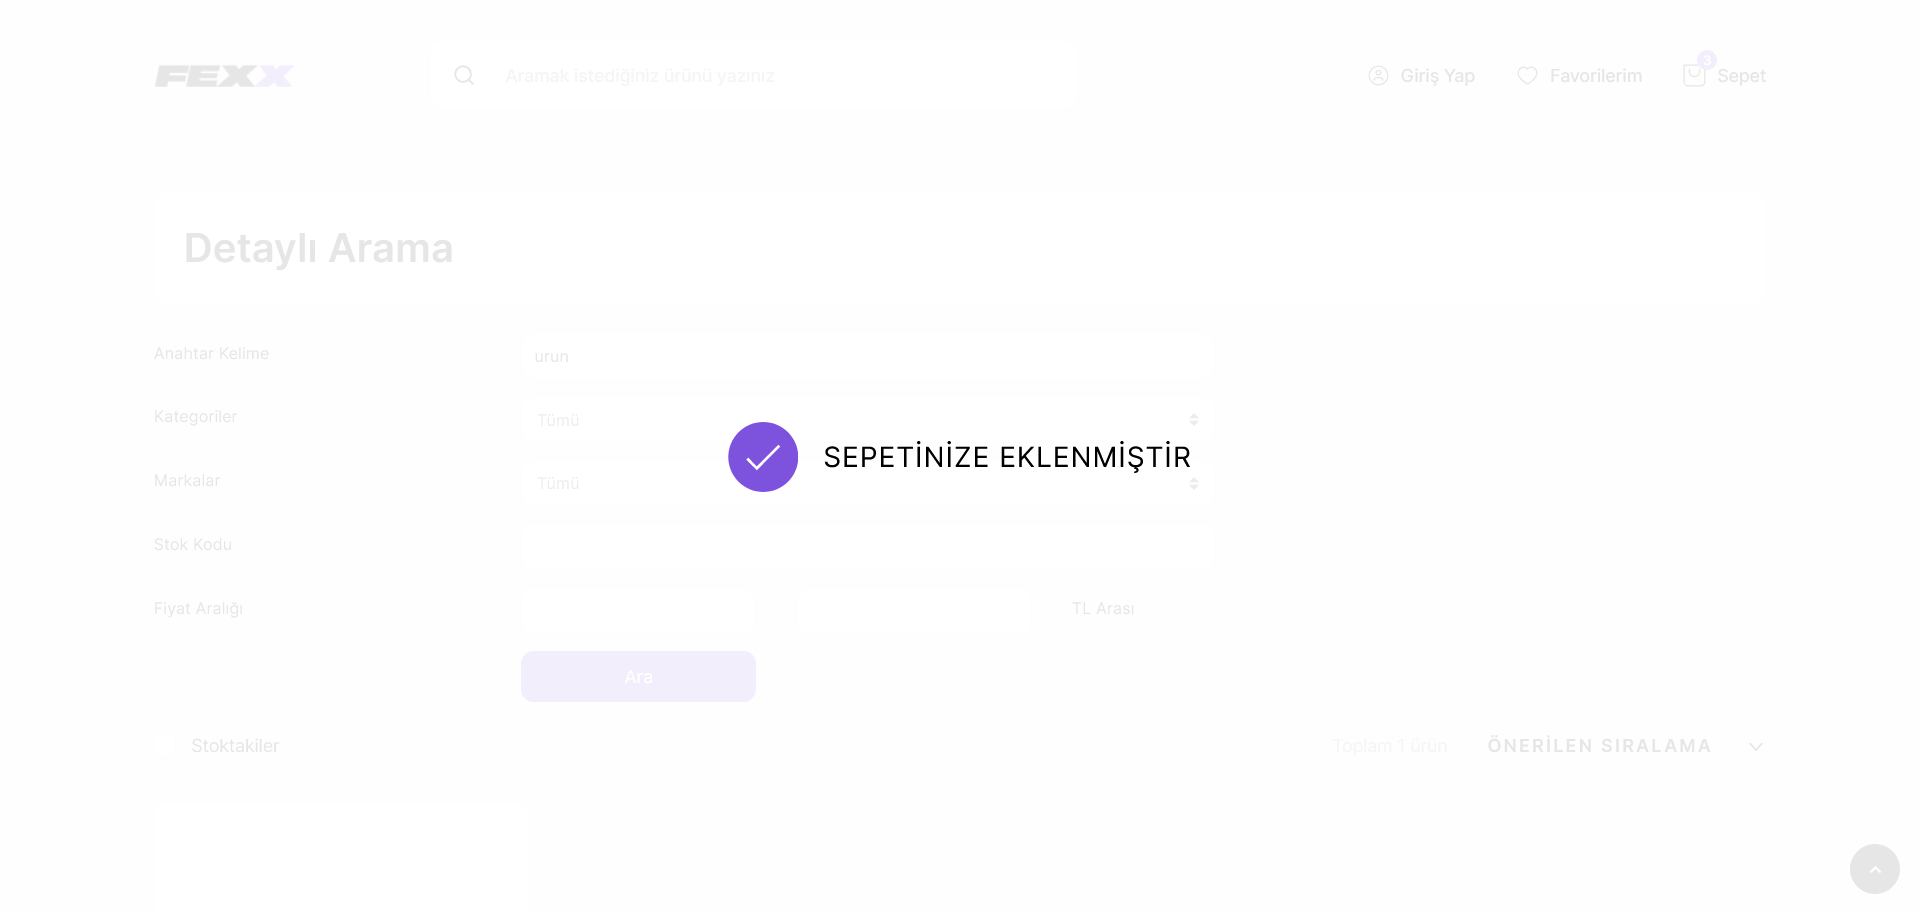 FEXX
Aramak istediğiniz ürünü yazınız
Giriş Yap
Favorilerim
3
Sepet
Detaylı Arama
Anahtar Kelime
urun
Kategoriler
Tümü
SEPETİNİZE EKLENMİŞTİR
Markalar
Tümü
Stok Kodu
Fiyat Aralığı
TL Arası
Ara
Stoktakiler
Toplam 1 ürün
ÖNERİLEN SIRALAMA